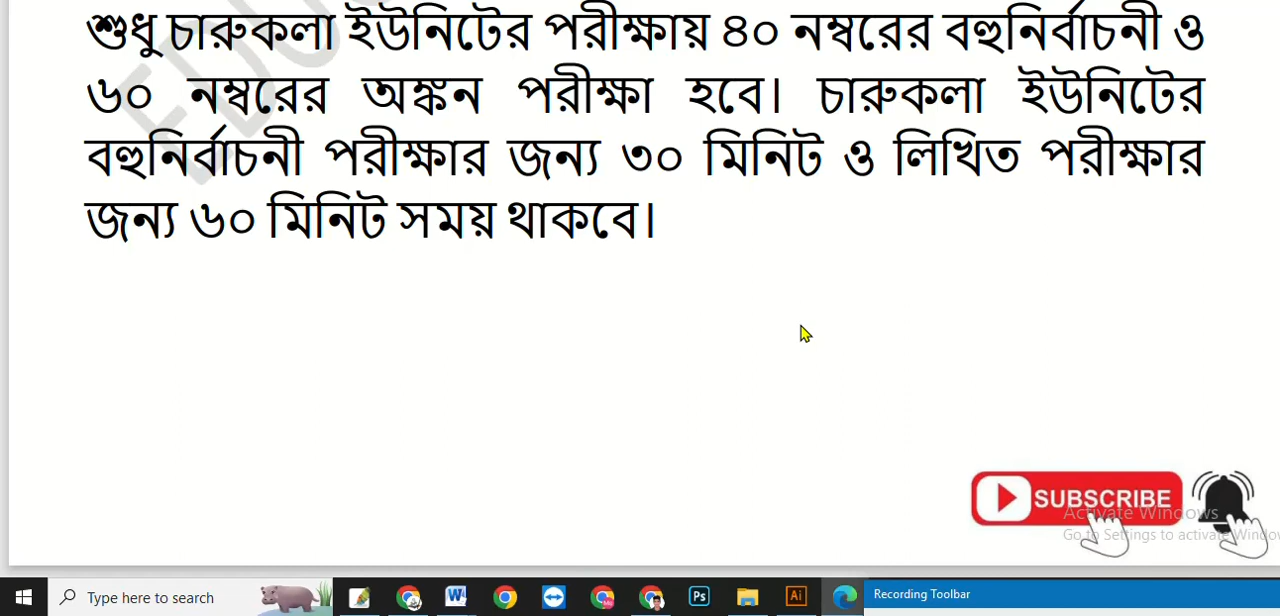 শুধু চারুকলা ইউনিটের পরীক্ষায় ৪০ নম্বরের বহুনির্বাচনী ও
৬০ নম্বরের অঙ্কন পরীক্ষা হবে। চারুকলা ইউনিটের
বহুনির্বাচনী পরীক্ষার জন্য ৩০ মিনিট ও লিখিত পরীক্ষার
জন্য ৬০ মিনিট সময় থাকবে।
SUBSCRIBE
Activate Windows
Go to Settings to activate Windo
Type here to search
Recording Toolbar